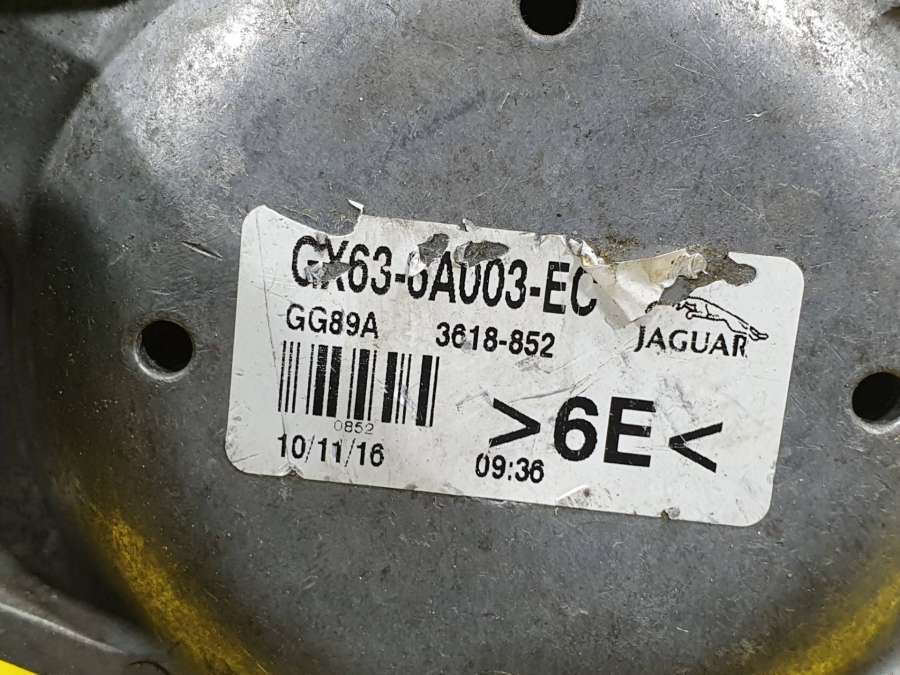 GX63-6A003-EC
GG89A 3618-852
JAGUAR
0852
>6E<
10/11/16 09:36